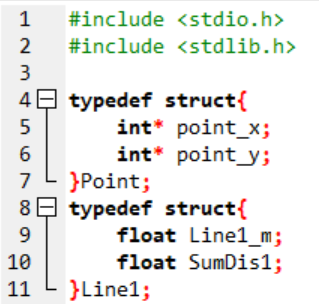 1 #include <stdio.h>
2 #include <stdlib.h>
3
4 typedef struct{
5 int* point_x;
6 int* point_y;
7 }Point;
8 typedef struct{
9 float Line1_m;
10 float SumDis1;
11 }Line1;